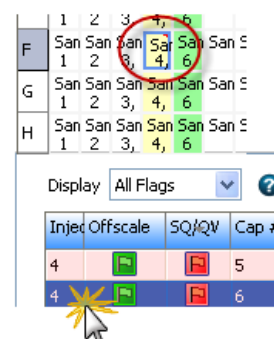 1 2 3, 4, 6
F San San San Sa San San S
1 2 3, 4, 6
G San San San San San San S
1 2 3, 4, 6
H San San San San San San S
1 2 3, 4, 6
Display All Flags ?
Injec Offscale SQ/QV Cap #
4 5
4 6